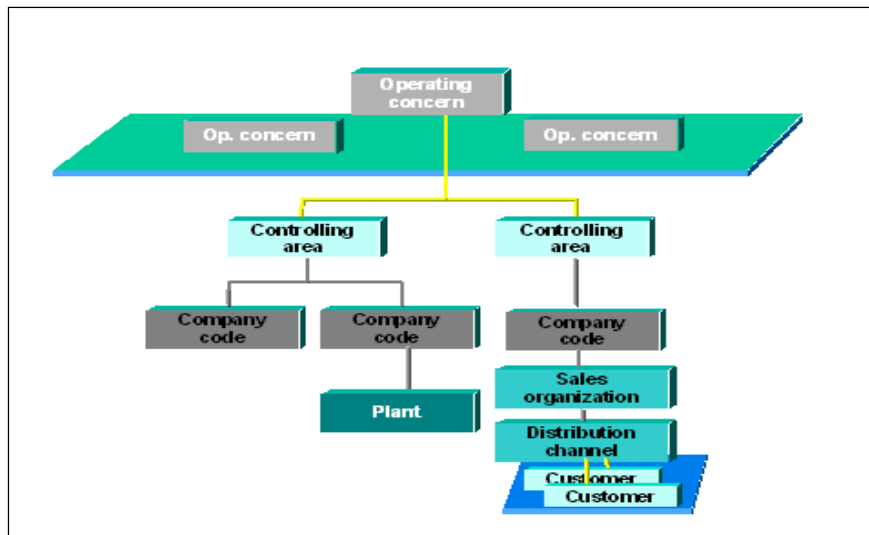 Operating
concern
Op. concern
Op. concern
Controlling
area
Controlling
area
Company
code
Company
code
Company
code
Plant
Sales
organization
Distribution
channel
Customer
Customer